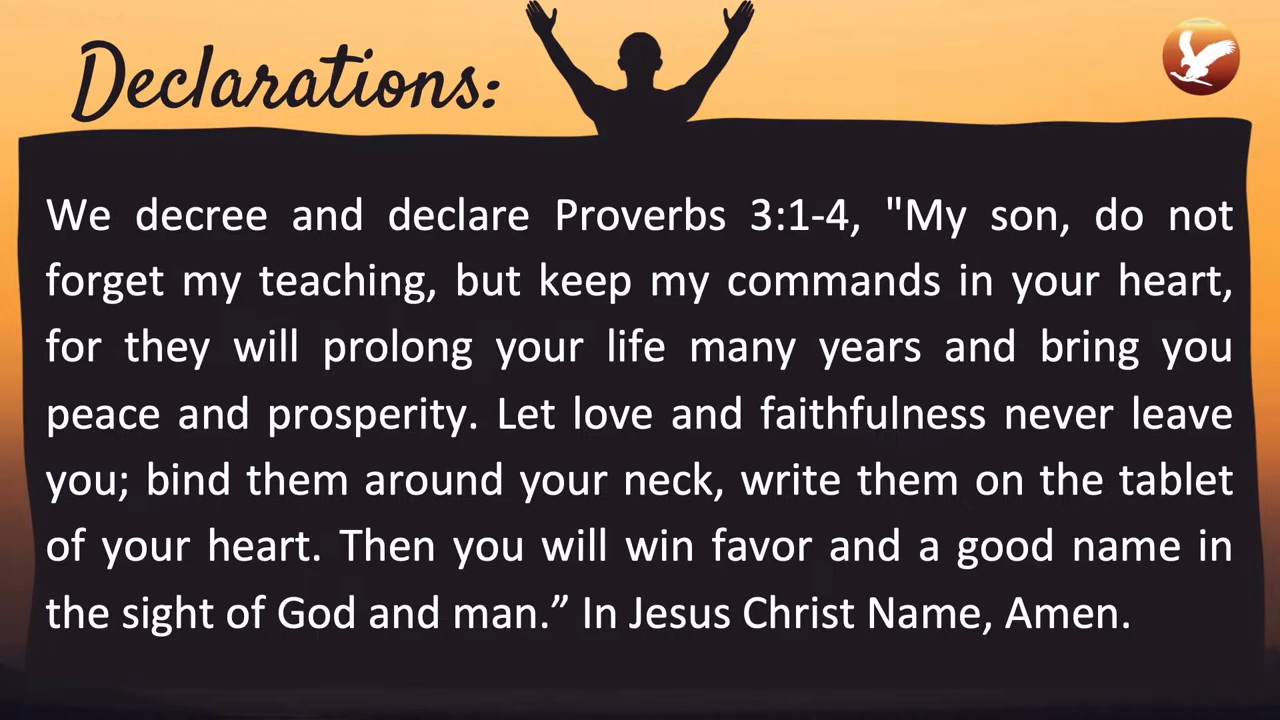 Declarations:
We decree and declare Proverbs 3:1-4, "My son, do not
forget my teaching, but keep my commands in your heart,
for they will prolong your life many years and bring you
peace and prosperity. Let love and faithfulness never leave
you; bind them around your neck, write them on the tablet
of your heart. Then you will win favor and a good name in
the sight of God and man.” In Jesus Christ Name, Amen.